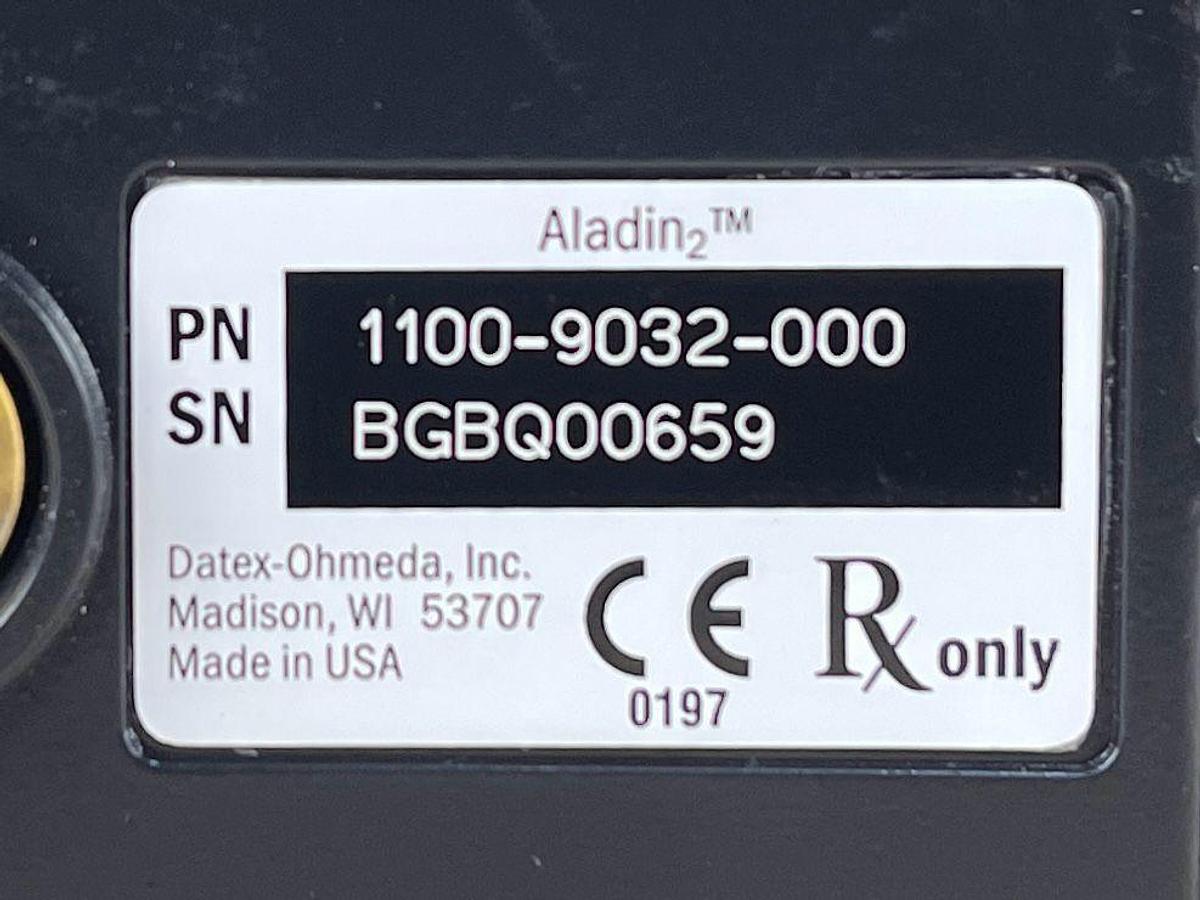 Aladin₂™
PN 1100-9032-000
SN BGBQ00659
Datex-Ohmeda, Inc.
Madison, WI 53707
Made in USA
CE
0197
Rx only